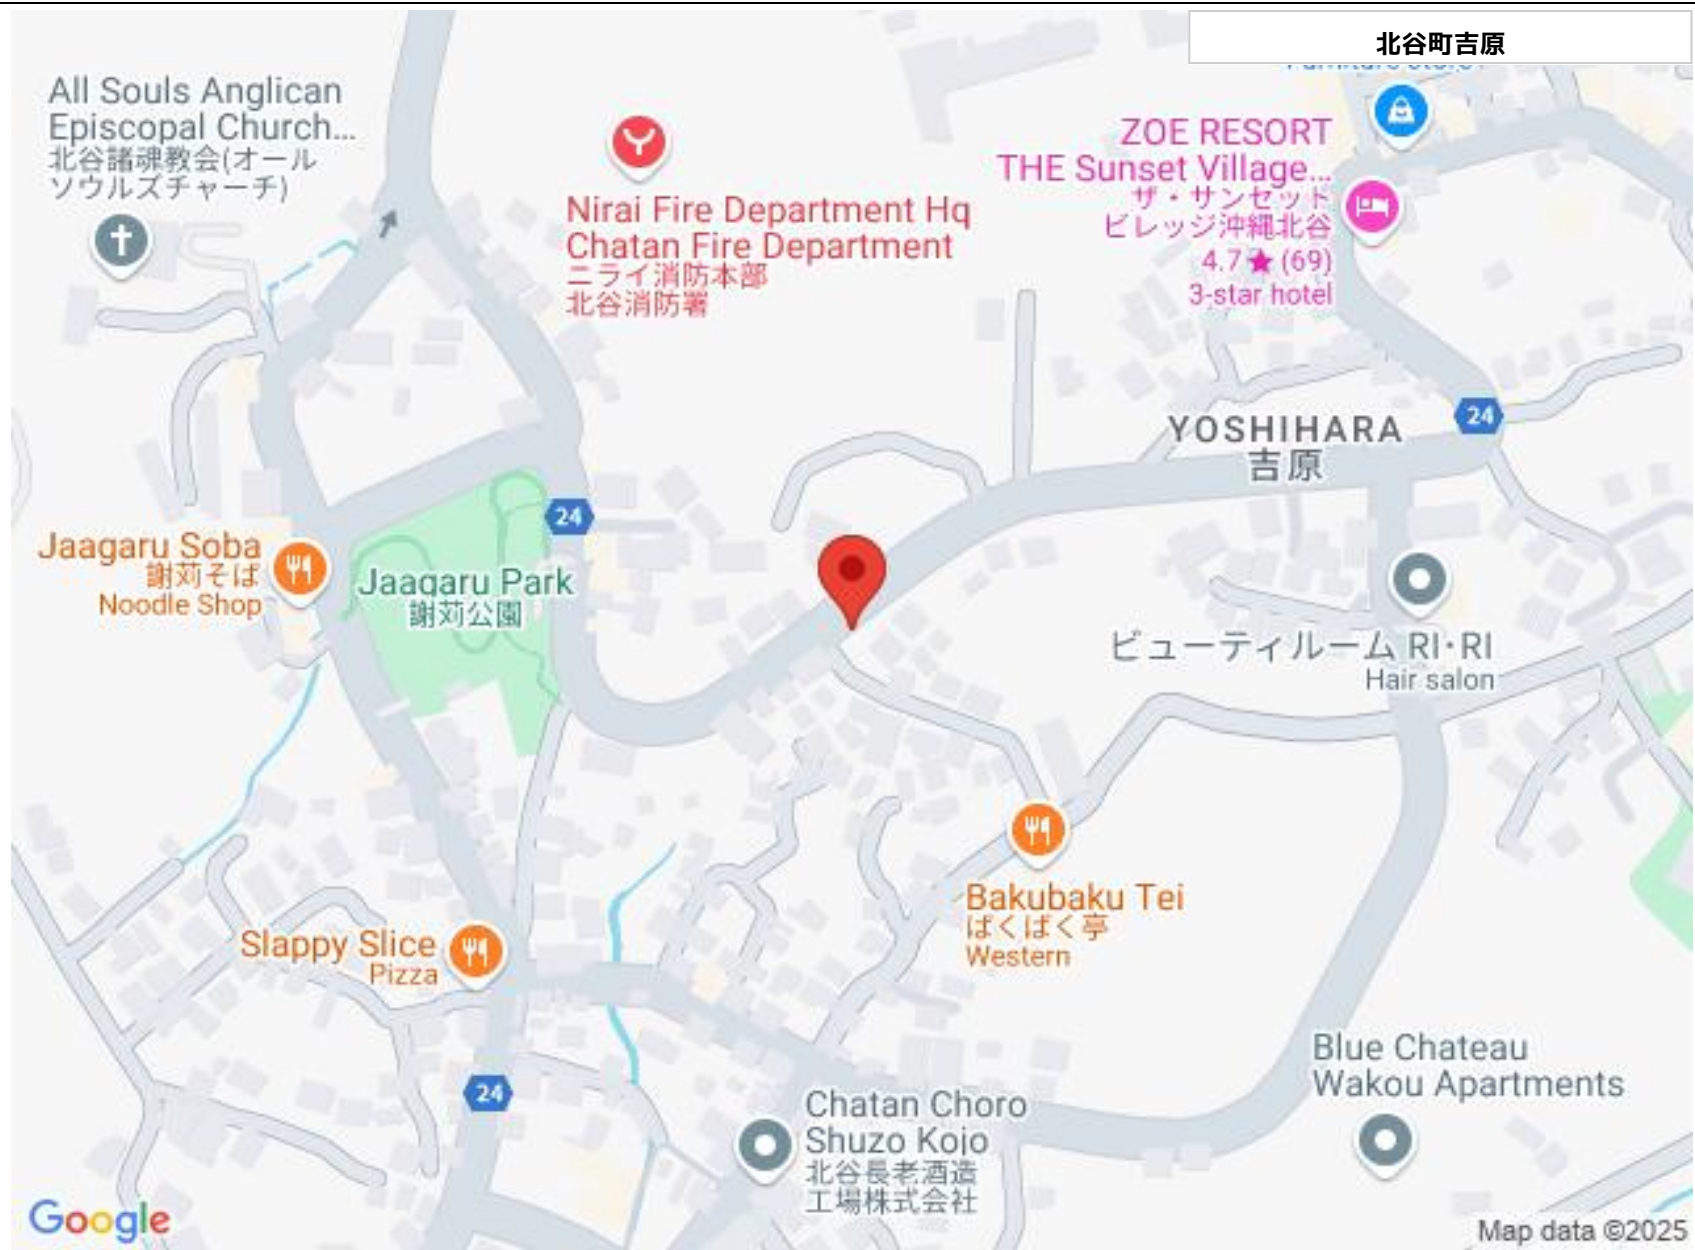 北谷町吉原
All Souls Anglican
Episcopal Church...
北谷諸魂教会(オール
ソウルズチャーチ)
Nirai Fire Department Hq
Chatan Fire Department
ニライ消防本部
北谷消防署
ZOE RESORT
THE Sunset Village...
ザ・サンセット
ビレッジ沖縄北谷
4.7★ (69)
3-star hotel
24
YOSHIHARA
吉原
24
Jaagaru Soba
謝苅そば
Noodle Shop
Jaagaru Park
謝苅公園
ビューティルーム RI・RI
Hair salon
Bakubaku Tei
ばくばく亭
Western
Slappy Slice
Pizza
24
Blue Chateau
Wakou Apartments
Chatan Choro
Shuzo Kojo
北谷長老酒造
工場株式会社
Google
Map data ©2025